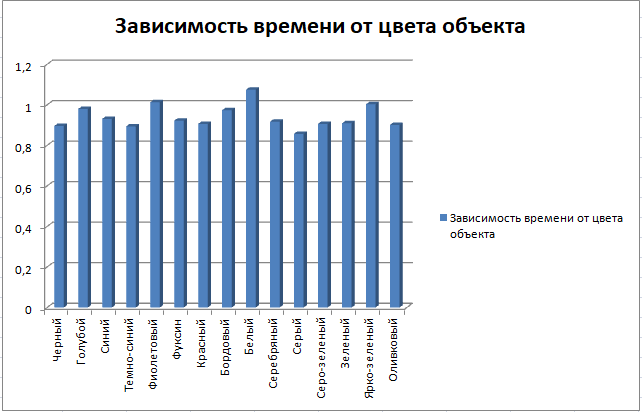 Зависимость времени от цвета объекта
1,2
1
0,8
0,6
0,4
0,2
0
Черный
Голубой
Синий
Темно-синий
Фиолетовый
Фуксин
Красный
Бордовый
Белый
Серебряный
Серый
Серо-зеленый
Зеленый
Ярко-зеленый
Оливковый
Зависимость времени от цвета
объекта